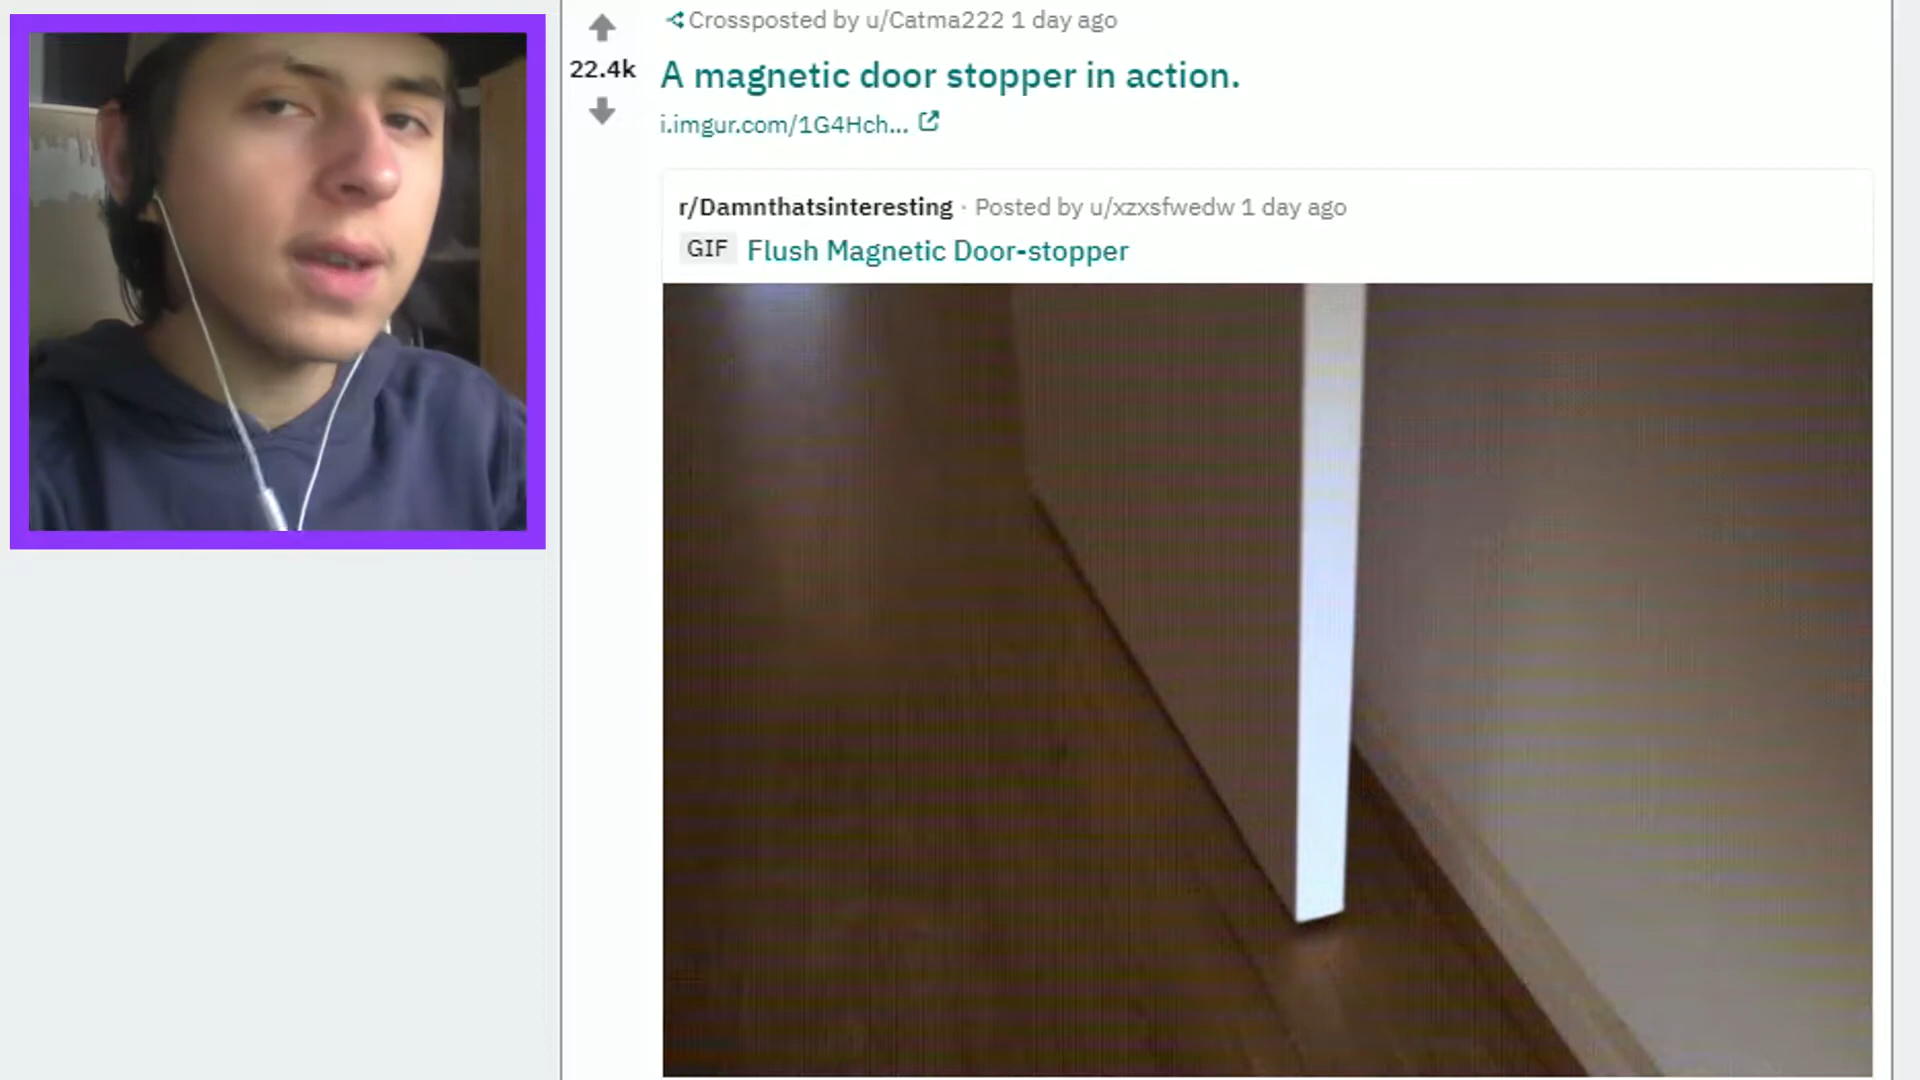 Crossposted by u/Catma222 1 day ago
22.4k
A magnetic door stopper in action.
i.imgur.com/1G4Hch...
r/Damnthatsinteresting · Posted by u/xzxsfwedw 1 day ago
GIF Flush Magnetic Door-stopper